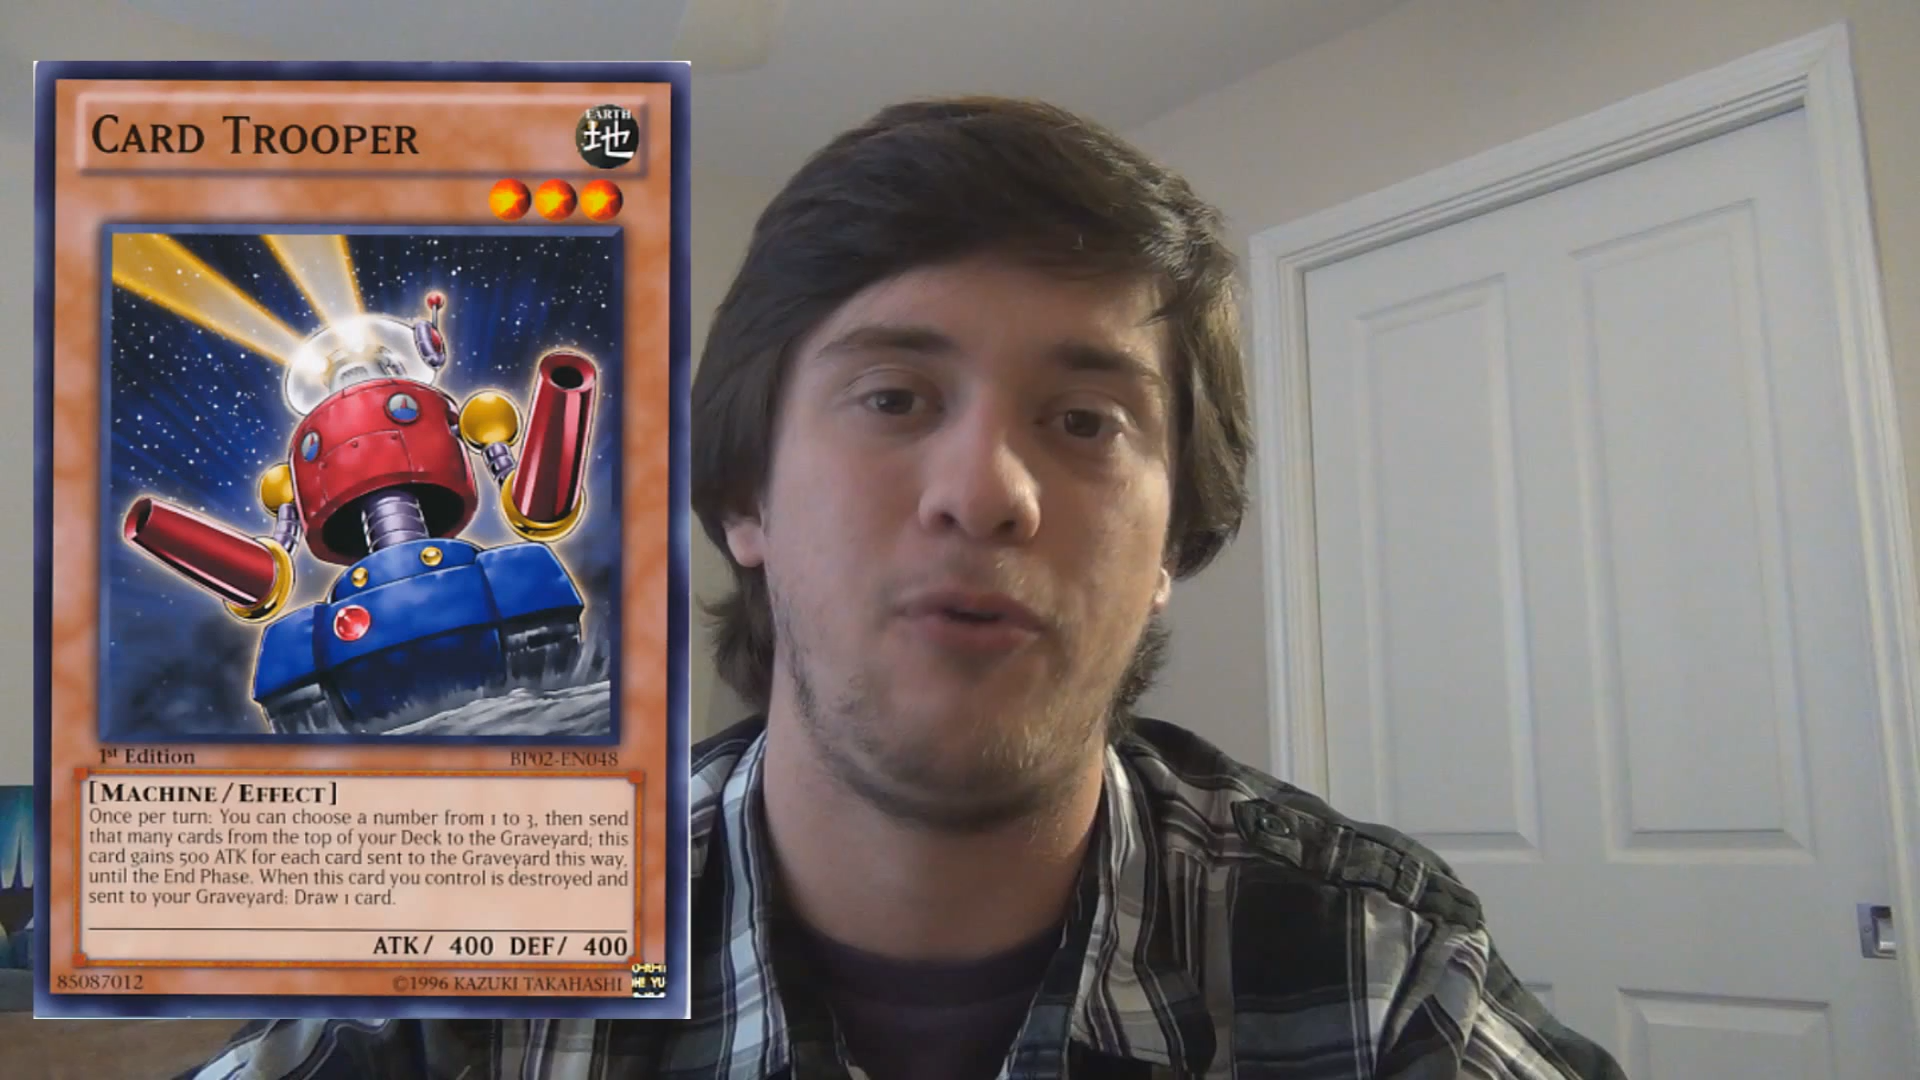 CARD TROOPER
EARTH
地
1st Edition
BP02-EN048
[MACHINE/EFFECT]
Once per turn: You can choose a number from 1 to 3, then send
that many cards from the top of your Deck to the Graveyard; this
card gains 500 ATK for each card sent to the Graveyard this way,
until the End Phase. When this card you control is destroyed and
sent to your Graveyard: Draw 1 card.
ATK/ 400 DEF/ 400
85087012
©1996 KAZUKI TAKAHASHI